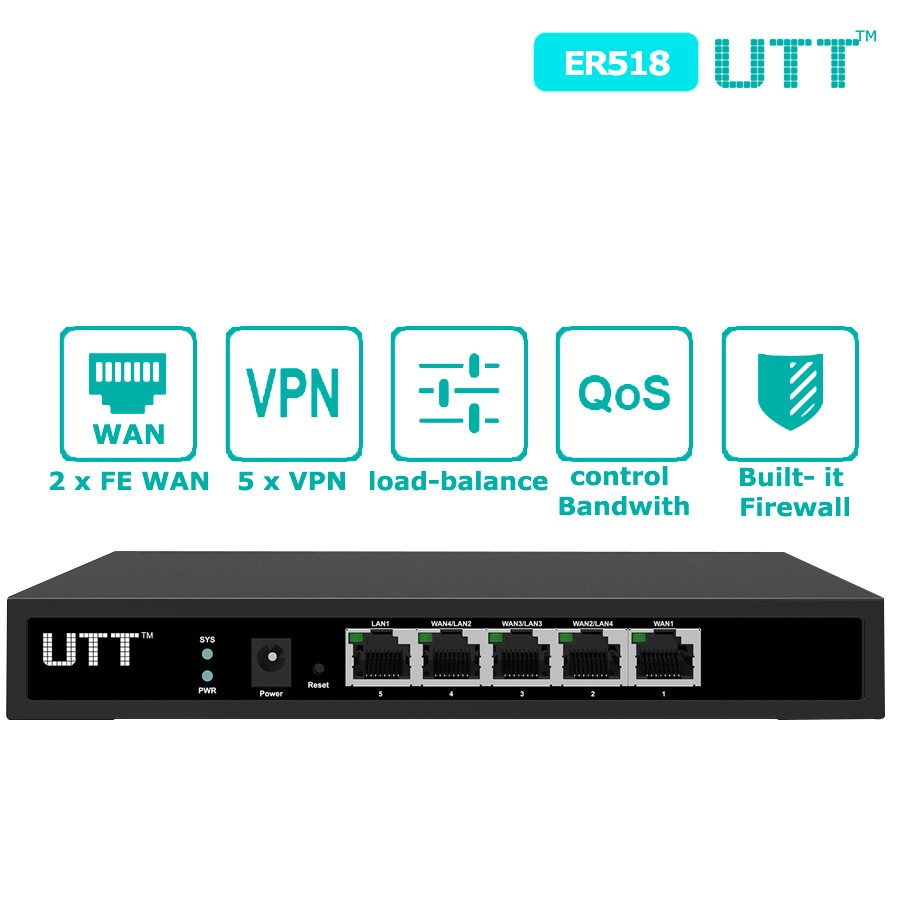 ER518 UTT™
WAN
VPN
QoS
2 x FE WAN
5 x VPN
load-balance
control
Bandwith
Built- it
Firewall
UTT™
SYS
PWR
Power
Reset
LAN1
WAN4/LAN2
WAN3/LAN3
WAN2/LAN4
WAN1
5
4
3
2
1